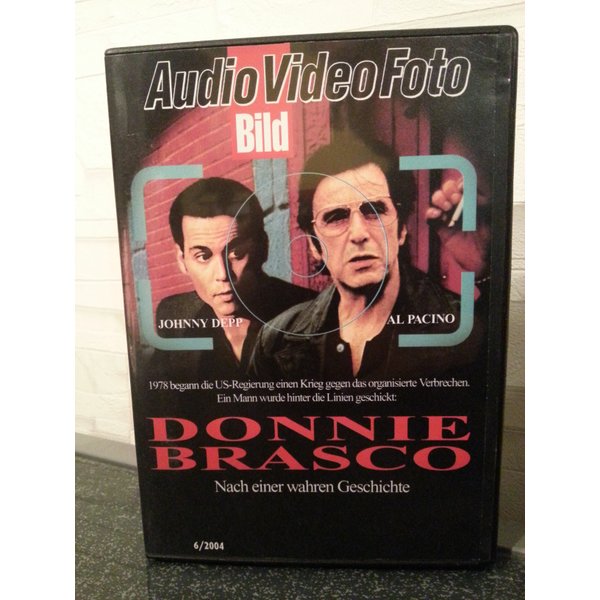 Audio Video Foto
Bild
JOHNNY DEPP
AL PACINO
1978 begann die US-Regierung einen Krieg gegen das organisierte Verbrechen.
Ein Mann wurde hinter die Linien geschickt:
DONNIE
BRASCO
Nach einer wahren Geschichte
6/2004